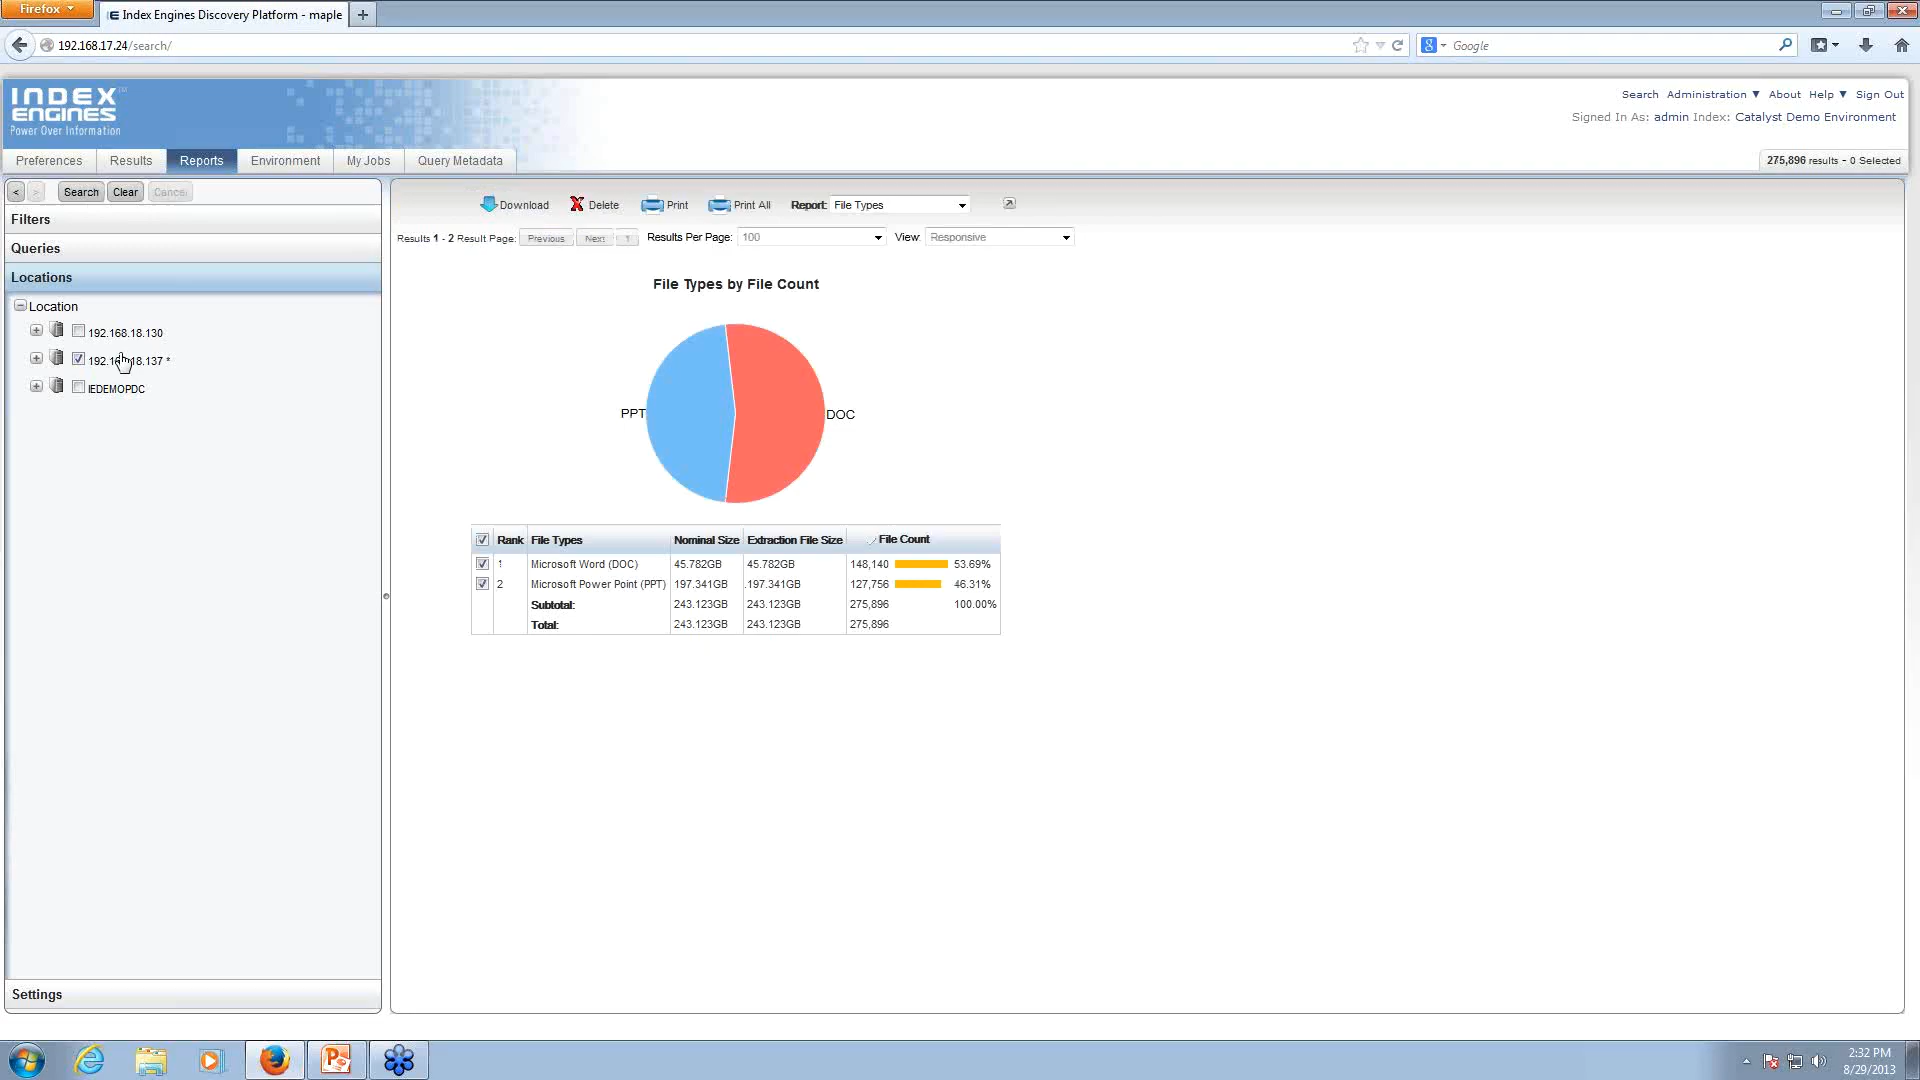 Firefox
Index Engines Discovery Platform - maple
192.168.17.24/search/
Google
INDEX
ENGINES
Power Over Information
Search Administration ▼ About Help ▼ Sign Out
Signed In As: admin Index: Catalyst Demo Environment
Preferences Results Reports Environment My Jobs Query Metadata
275,896 results - 0 Selected
< > Search Clear Cancel
Filters
Queries
Locations
Location
192.168.18.130
18.137 *
IEDEMOPDC
Settings
Download Delete Print Print All Report: File Types
Results 1 - 2 Result Page: Previous Next 1 Results Per Page: 100 View: Responsive
File Types by File Count
PPT
DOC
Rank File Types Nominal Size Extraction File Size File Count
1 Microsoft Word (DOC) 45.782GB 45.782GB 148,140 53.69%
2 Microsoft Power Point (PPT) 197.341GB 197.341GB 127,756 46.31%
Subtotal: 243.123GB 243.123GB 275,896 100.00%
Total: 243.123GB 243.123GB 275,896
2:32 PM
8/29/2013